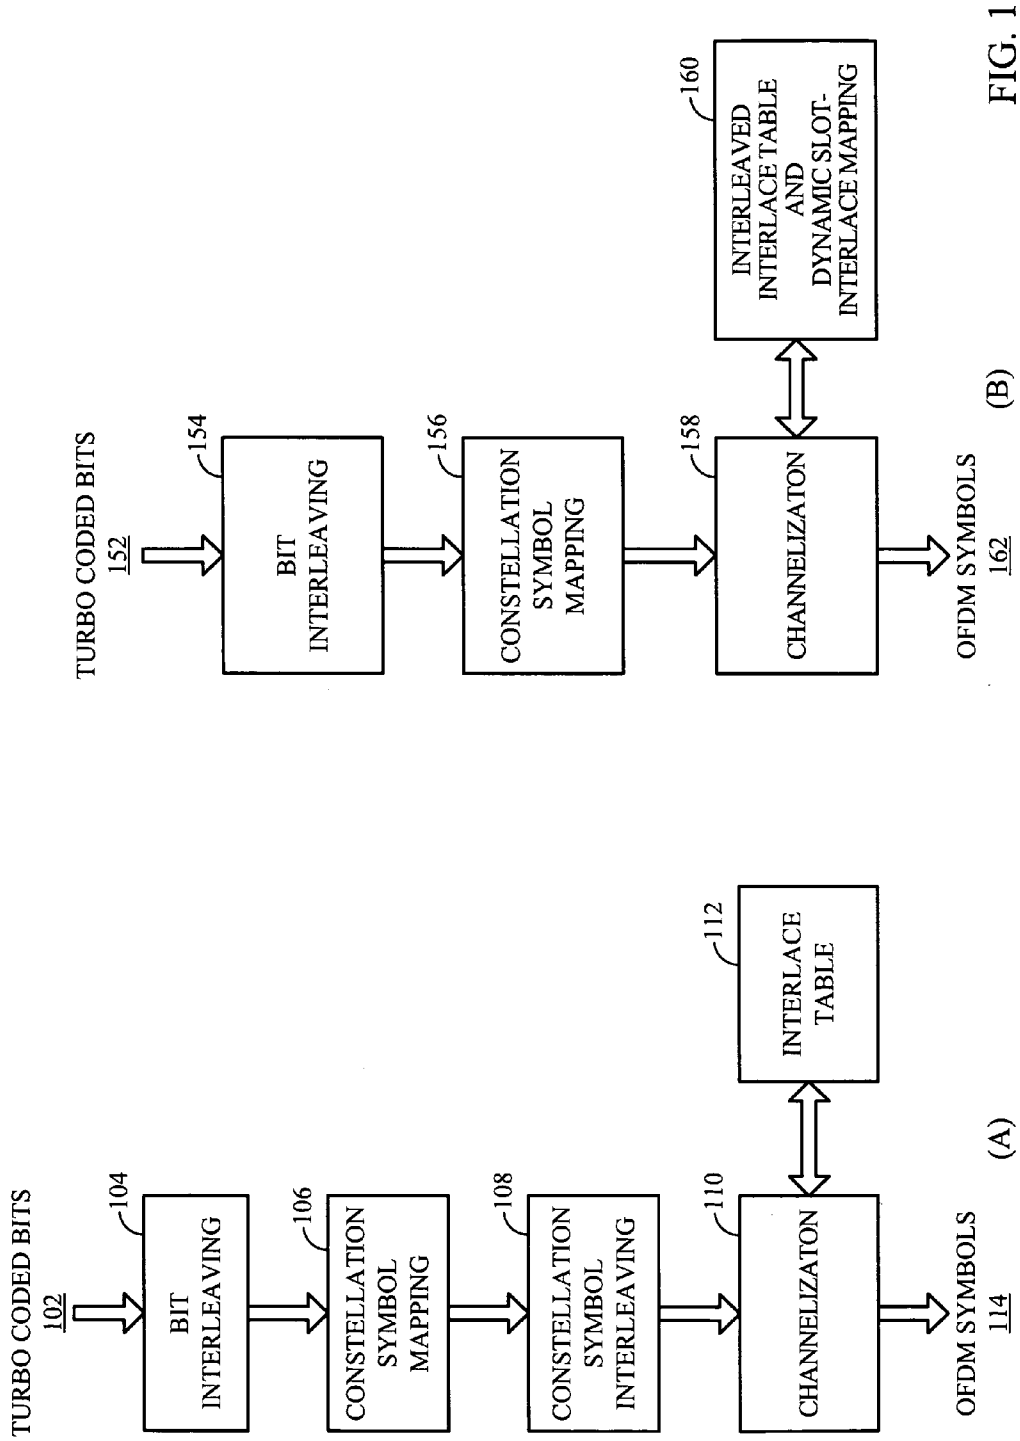 TURBO CODED BITS
102
104
BIT
INTERLEAVING
106
CONSTELLATION
SYMBOL
MAPPING
108
CONSTELLATION
SYMBOL
INTERLEAVING
110
CHANNELIZATON
112
INTERLACE
TABLE
OFDM SYMBOLS
114
(A)
TURBO CODED BITS
152
154
BIT
INTERLEAVING
156
CONSTELLATION
SYMBOL
MAPPING
158
CHANNELIZATON
160
INTERLEAVED
INTERLACE TABLE
AND
DYNAMIC SLOT-
INTERLACE MAPPING
OFDM SYMBOLS
162
(B)
FIG. 1